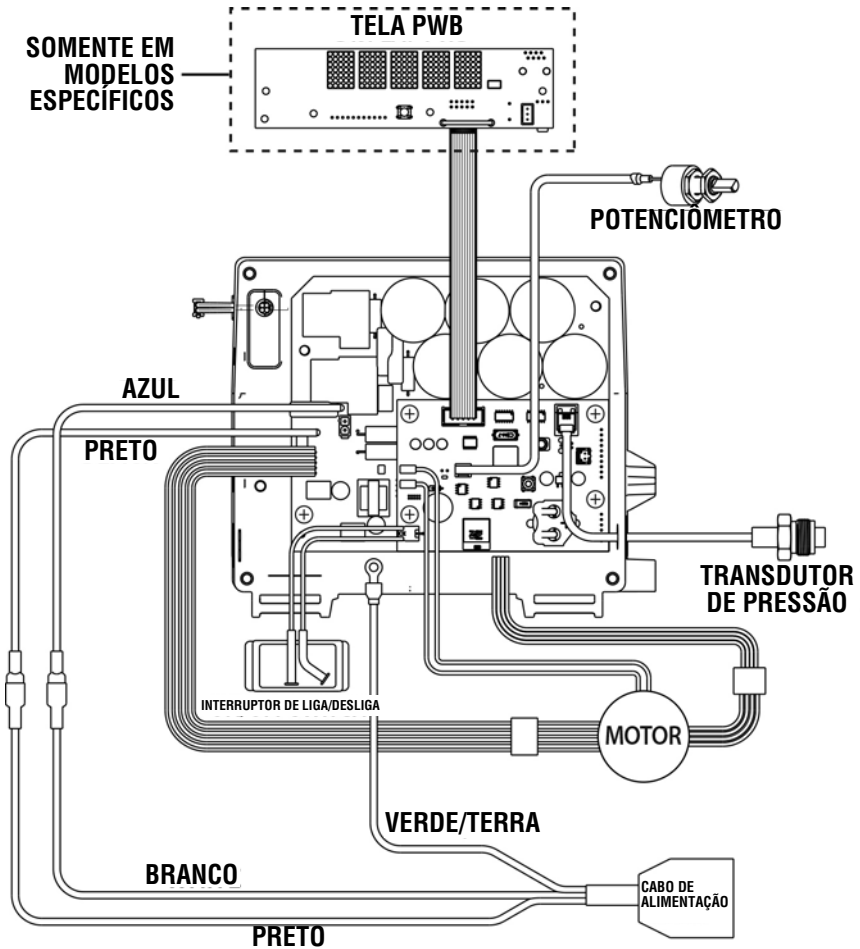 TELA PWB
SOMENTE EM
MODELOS
ESPECÍFICOS
POTENCIÔMETRO
AZUL
PRETO
TRANSDUTOR
DE PRESSÃO
INTERRUPTOR DE LIGA/DESLIGA
MOTOR
VERDE/TERRA
BRANCO
CABO DE
ALIMENTAÇÃO
PRETO